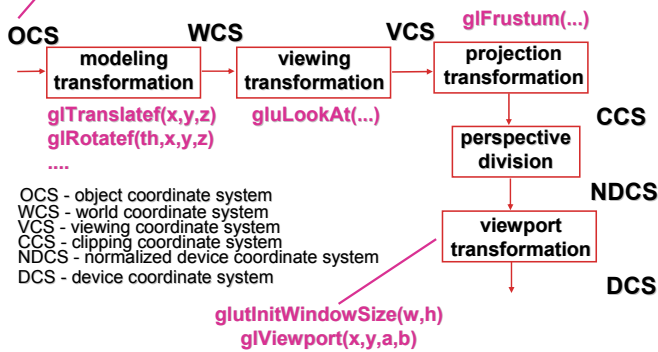 glFrustum(...)
OCS
WCS
VCS
modeling
transformation
viewing
transformation
projection
transformation
glTranslatef(x,y,z)
glRotatef(th,x,y,z)
....
gluLookAt(...)
CCS
perspective
division
NDCS
OCS - object coordinate system
WCS - world coordinate system
VCS - viewing coordinate system
CCS - clipping coordinate system
NDCS - normalized device coordinate system
DCS - device coordinate system
viewport
transformation
DCS
glutInitWindowSize(w,h)
glViewport(x,y,a,b)